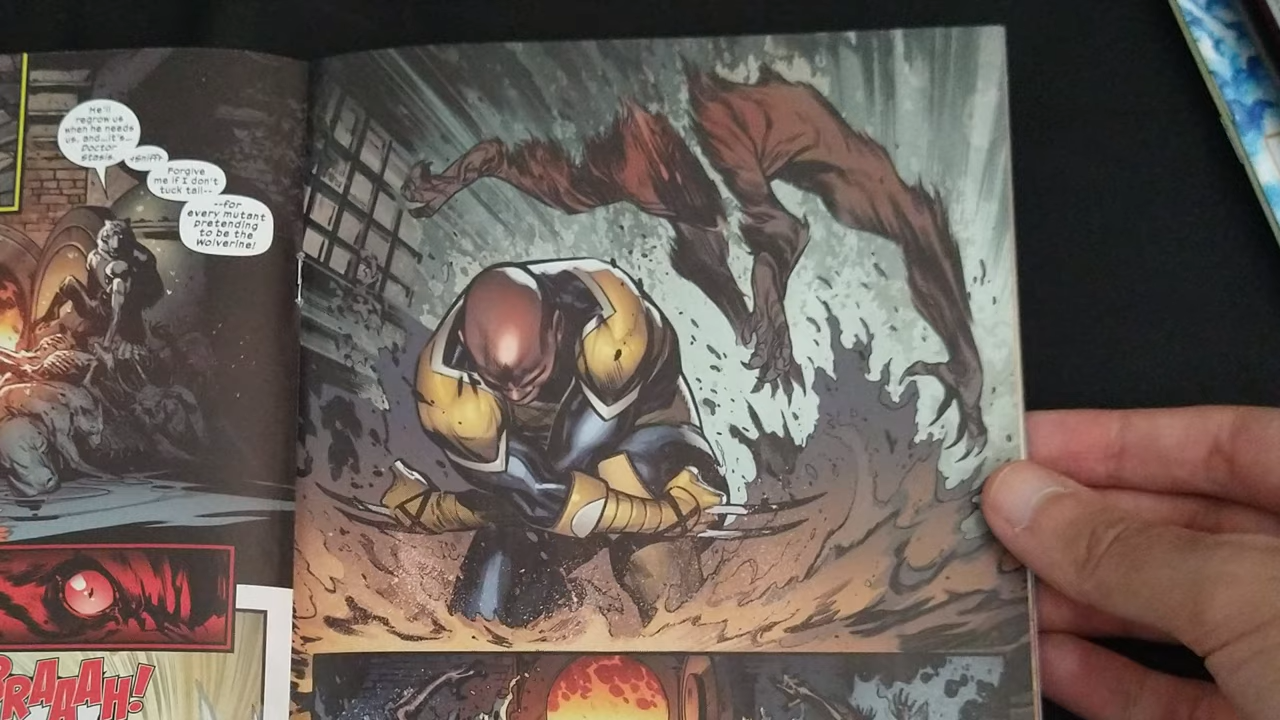 He'll
regrow us
when he needs
us, and...it's...
Doctor
Stasis.
<sniff>
Forgive
me if I don't
tuck tail--
--for
every mutant
pretending
to be the
Wolverine!
RRAAAH!